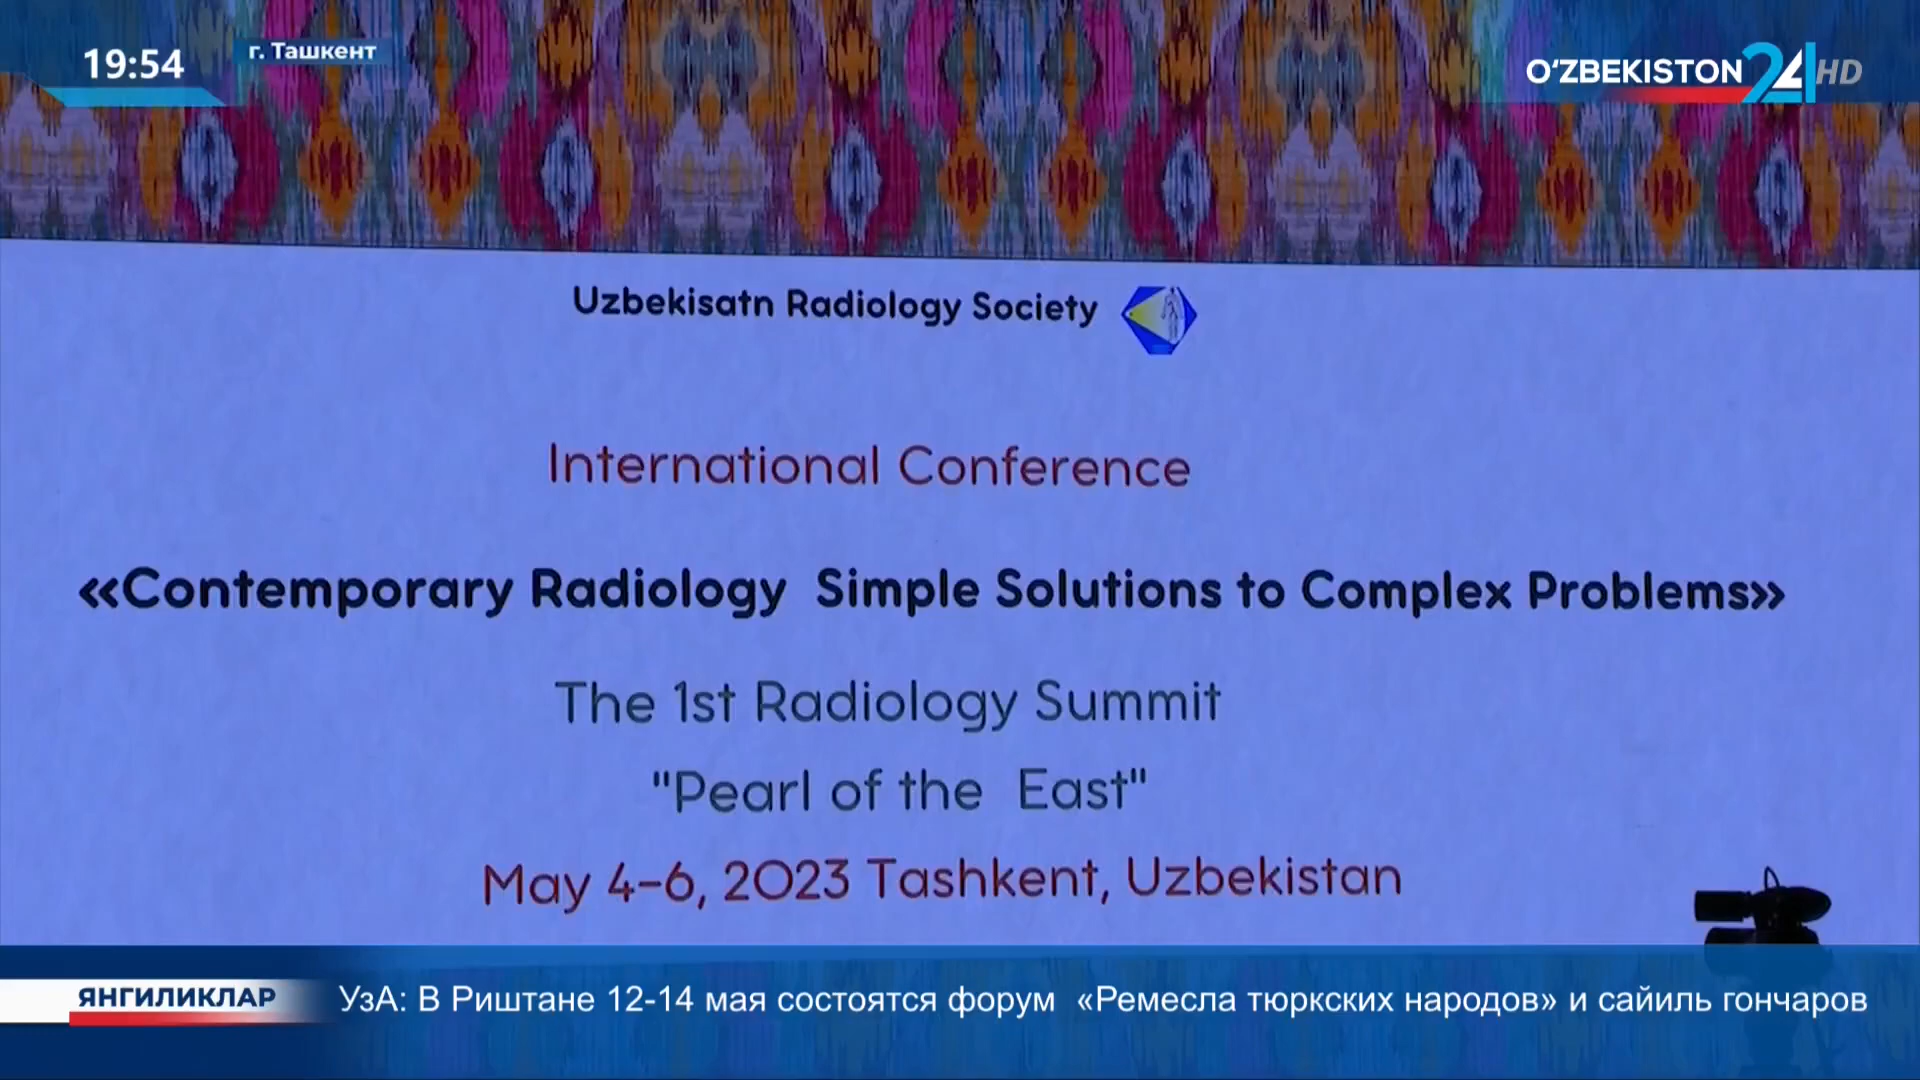 19:54
г. Ташкент
O‘ZBEKISTON 24 HD
Uzbekisatn Radiology Society
International Conference
«Contemporary Radiology Simple Solutions to Complex Problems»
The 1st Radiology Summit
"Pearl of the East"
May 4-6, 2023 Tashkent, Uzbekistan
ЯНГИЛИКЛАР
УзА: В Риштане 12-14 мая состоятся форум «Ремесла тюркских народов» и сайиль гончаров